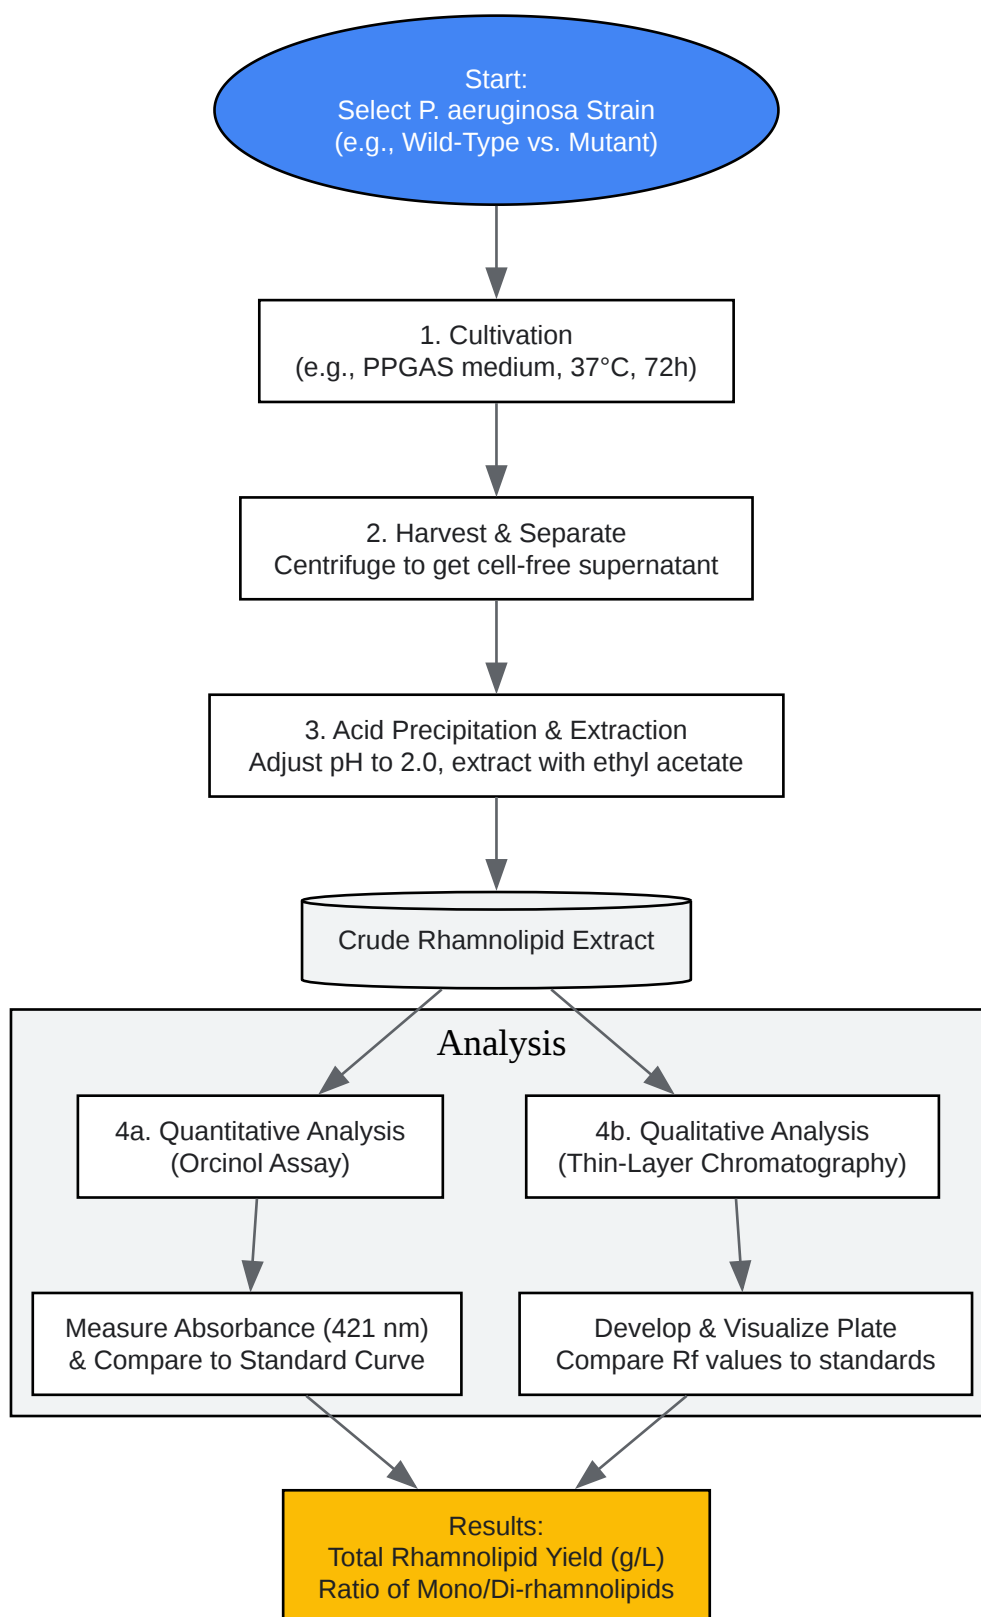 Start:
Select P. aeruginosa Strain
(e.g., Wild-Type vs. Mutant)
1. Cultivation
(e.g., PPGAS medium, 37°C, 72h)
2. Harvest & Separate
Centrifuge to get cell-free supernatant
3. Acid Precipitation & Extraction
Adjust pH to 2.0, extract with ethyl acetate
Crude Rhamnolipid Extract
Analysis
4a. Quantitative Analysis
(Orcinol Assay)
4b. Qualitative Analysis
(Thin-Layer Chromatography)
Measure Absorbance (421 nm)
& Compare to Standard Curve
Develop & Visualize Plate
Compare Rf values to standards
Results:
Total Rhamnolipid Yield (g/L)
Ratio of Mono/Di-rhamnolipids